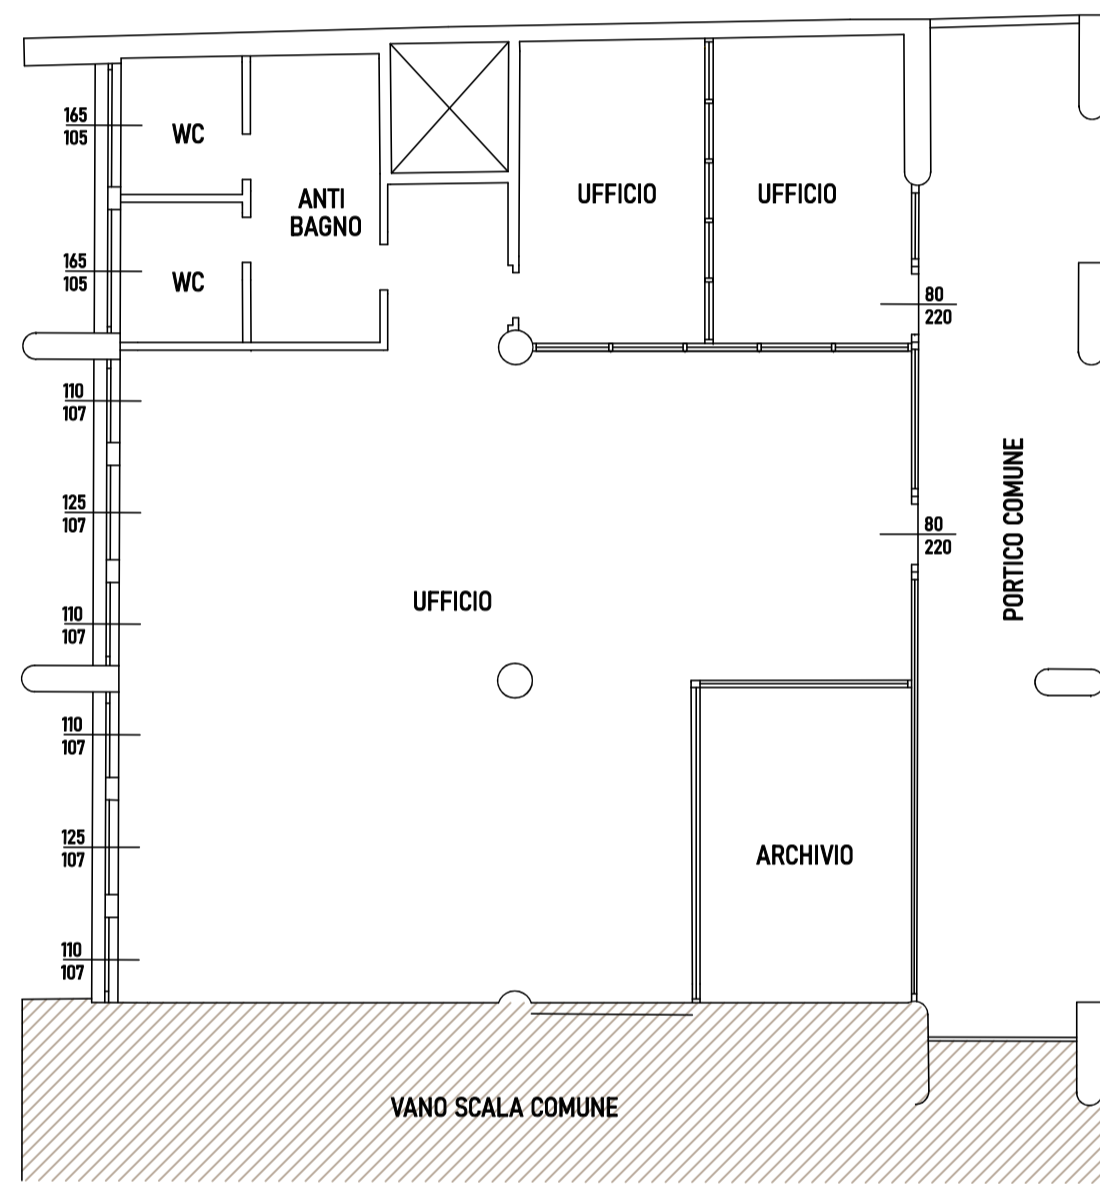 165
105
WC
ANTI
BAGNO
UFFICIO
UFFICIO
165
105
WC
80
220
110
107
125
107
80
220
PORTICO COMUNE
UFFICIO
110
107
110
107
125
107
ARCHIVIO
110
107
VANO SCALA COMUNE